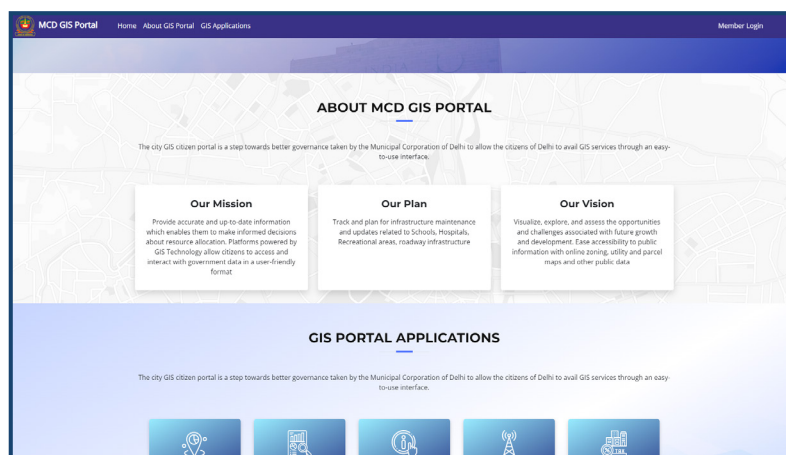 MCD GIS Portal Home About GIS Portal GIS Applications Member Login
ABOUT MCD GIS PORTAL
The city GIS citizen portal is a step towards better governance taken by the Municipal Corporation of Delhi to allow the citizens of Delhi to avail GIS services through an easy-
to-use interface.
Our Mission
Provide accurate and up-to-date information
which enables them to make informed decisions
about resource allocation. Platforms powered by
GIS Technology allow citizens to access and
interact with government data in a user-friendly
format
Our Plan
Track and plan for infrastructure maintenance
and updates related to Schools, Hospitals,
Recreational areas, roadway infrastructure
Our Vision
Visualize, explore, and assess the opportunities
and challenges associated with future growth
and development. Ease accessibility to public
information with online zoning, utility and parcel
maps and other public data
GIS PORTAL APPLICATIONS
The city GIS citizen portal is a step towards better governance taken by the Municipal Corporation of Delhi to allow the citizens of Delhi to avail GIS services through an easy-
to-use interface.
TAX